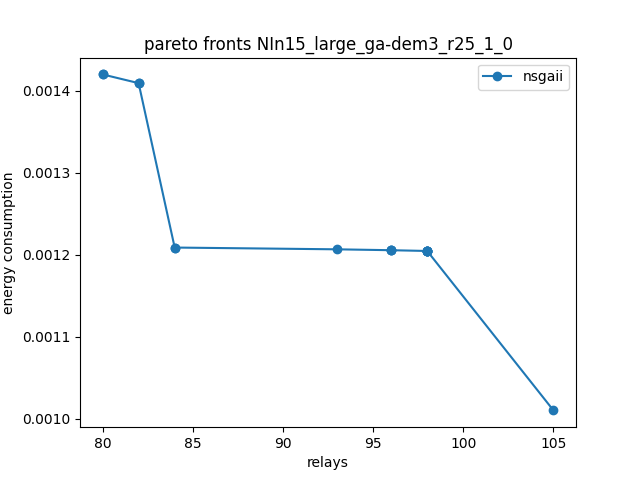 pareto fronts NIn15_large_ga-dem3_r25_1_0
nsgaii
energy consumption
0.0014
0.0013
0.0012
0.0011
0.0010
80 85 90 95 100 105
relays